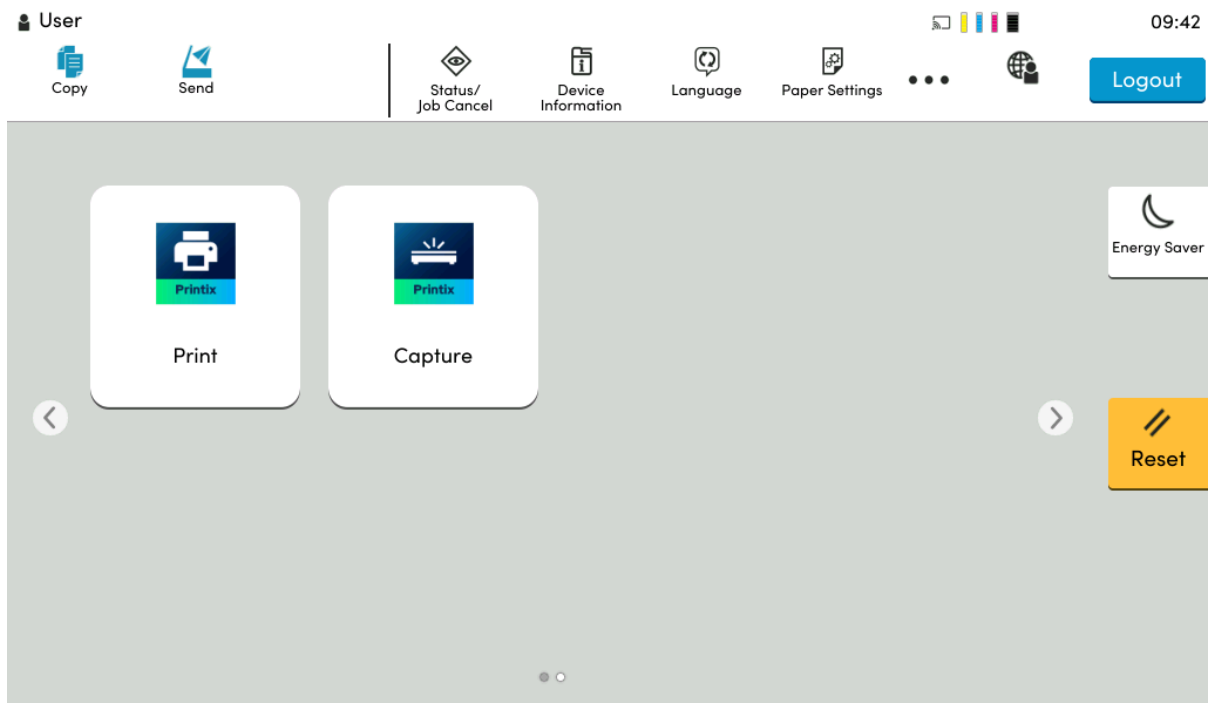 User
09:42
Copy
Send
Status/
Job Cancel
Device
Information
Language
Paper Settings
Logout
Printix
Print
Printix
Capture
Energy Saver
Reset